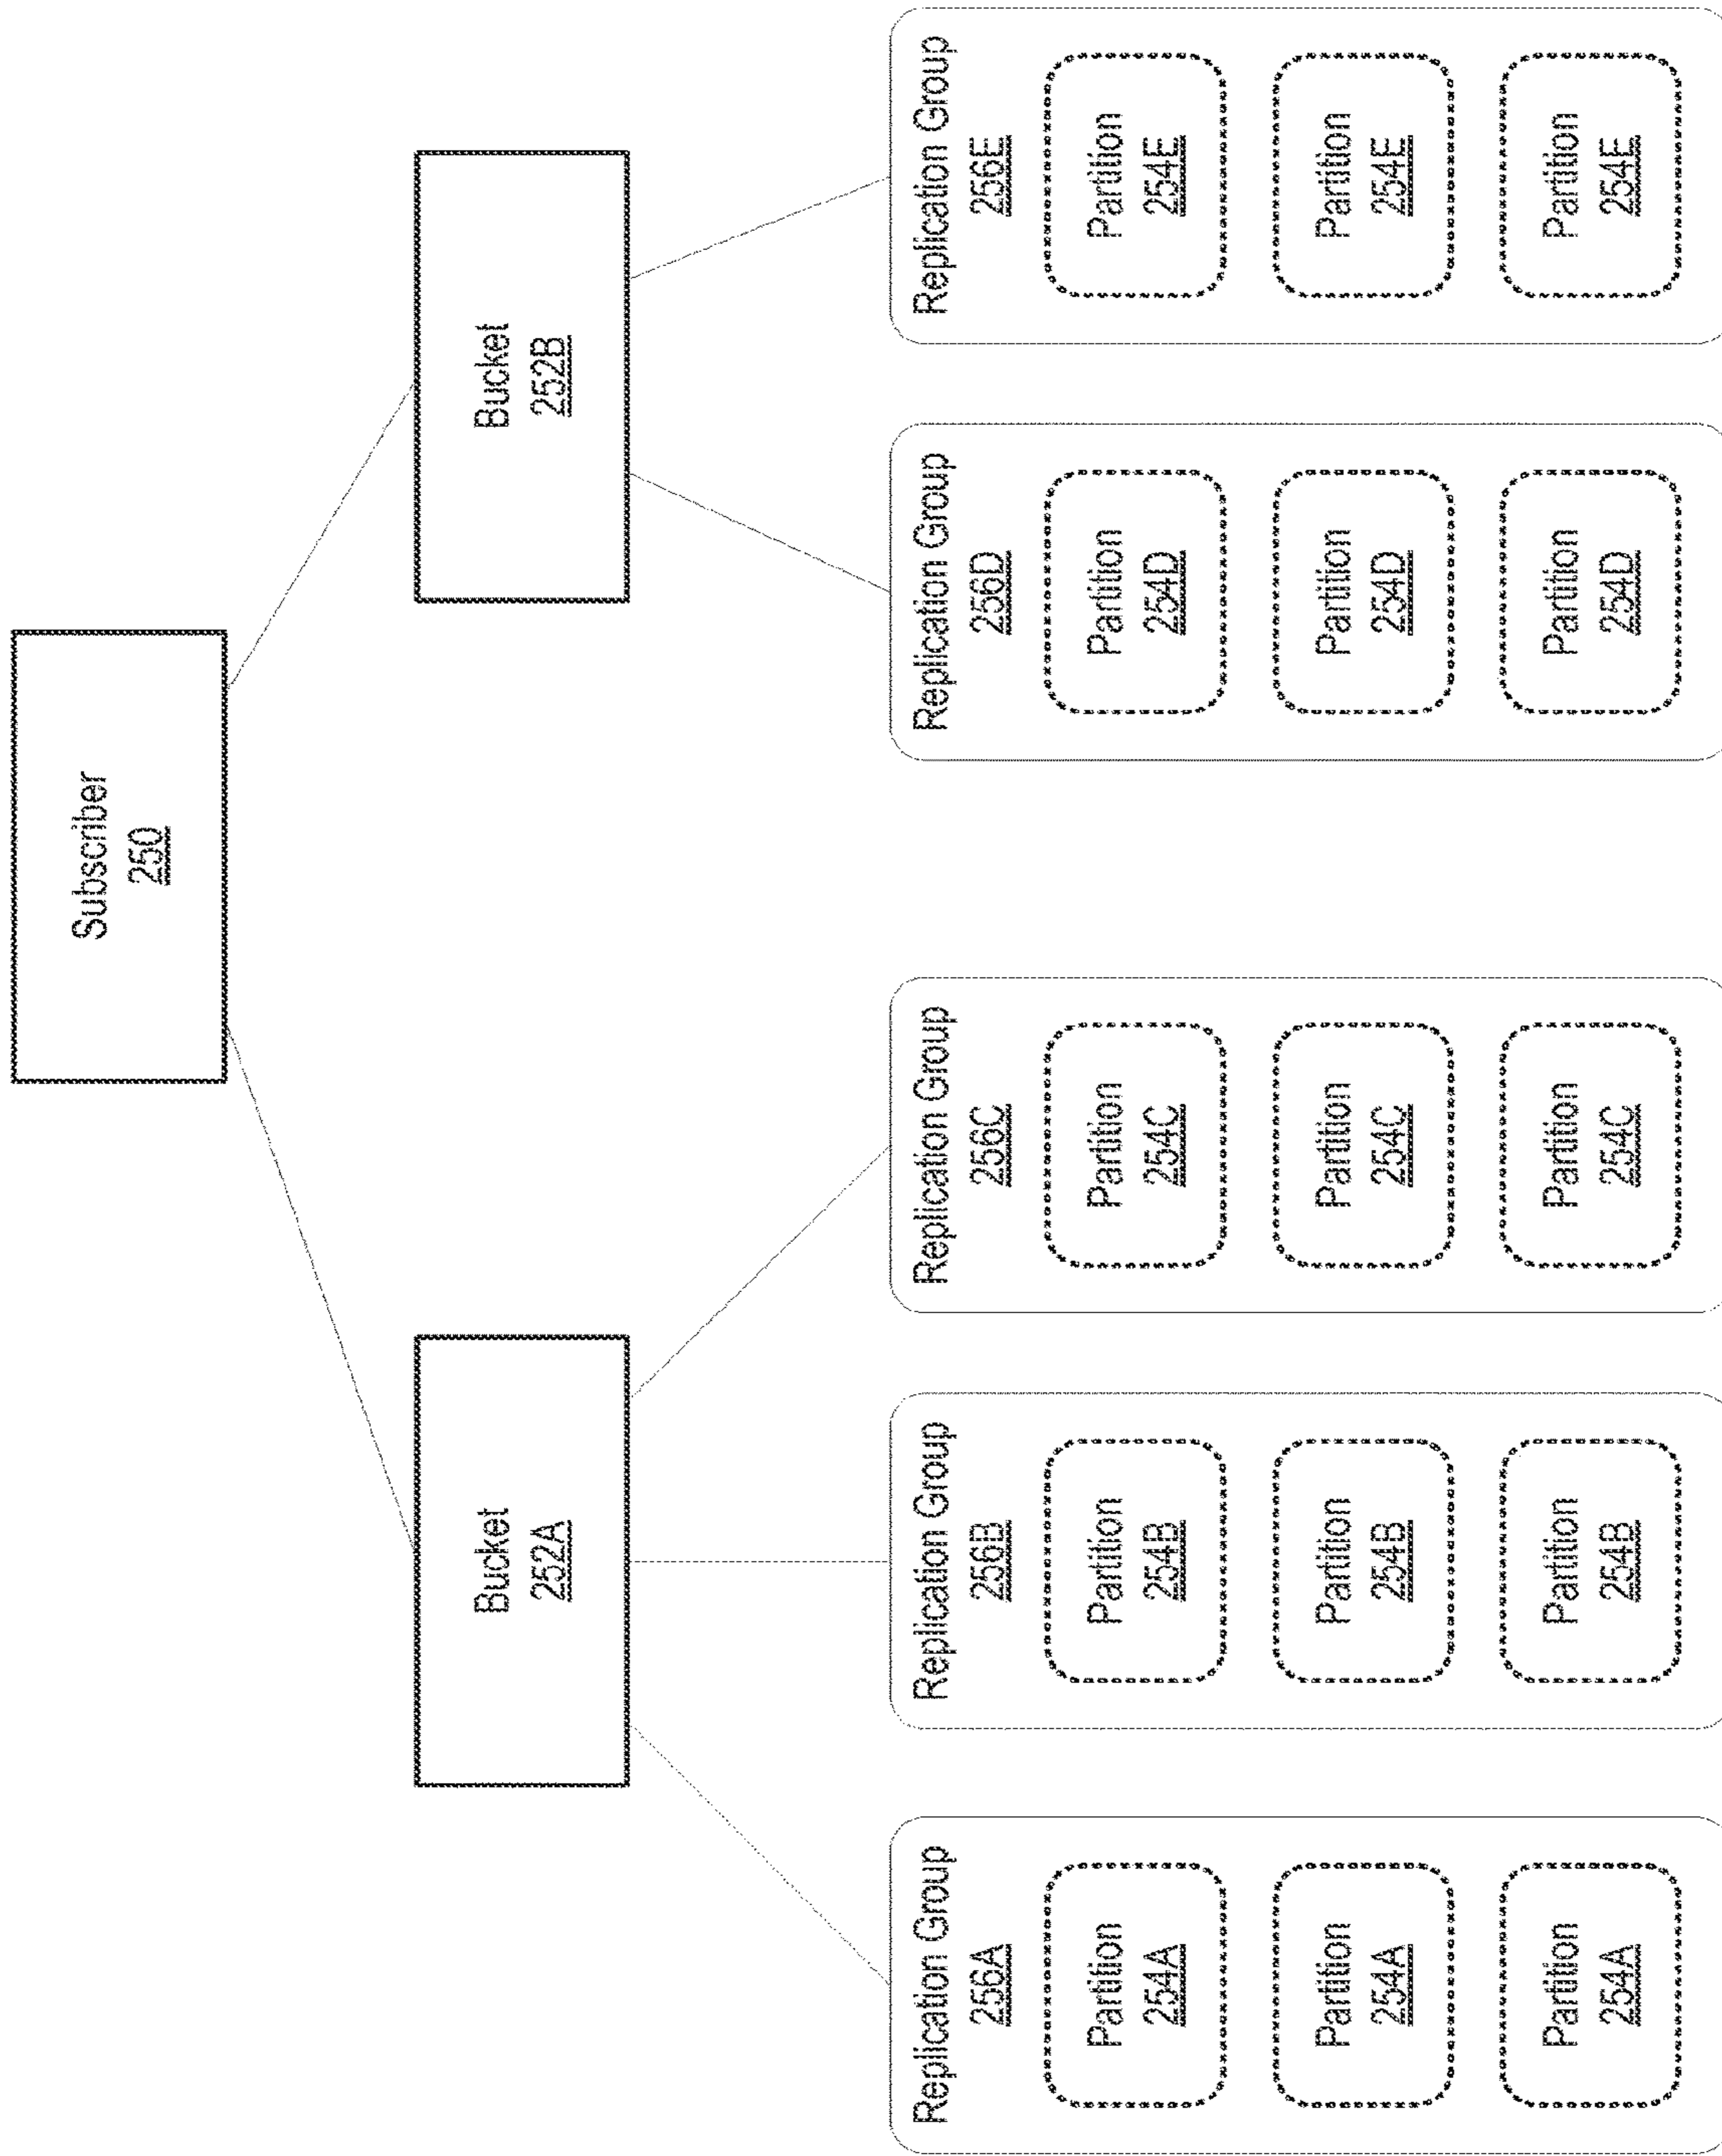 Subscriber
250
Bucket
252A
Bucket
252B
Replication Group
256A
Partition
254A
Partition
254A
Partition
254A
Replication Group
256B
Partition
254B
Partition
254B
Partition
254B
Replication Group
256C
Partition
254C
Partition
254C
Partition
254C
Replication Group
256D
Partition
254D
Partition
254D
Partition
254D
Replication Group
256E
Partition
254E
Partition
254E
Partition
254E